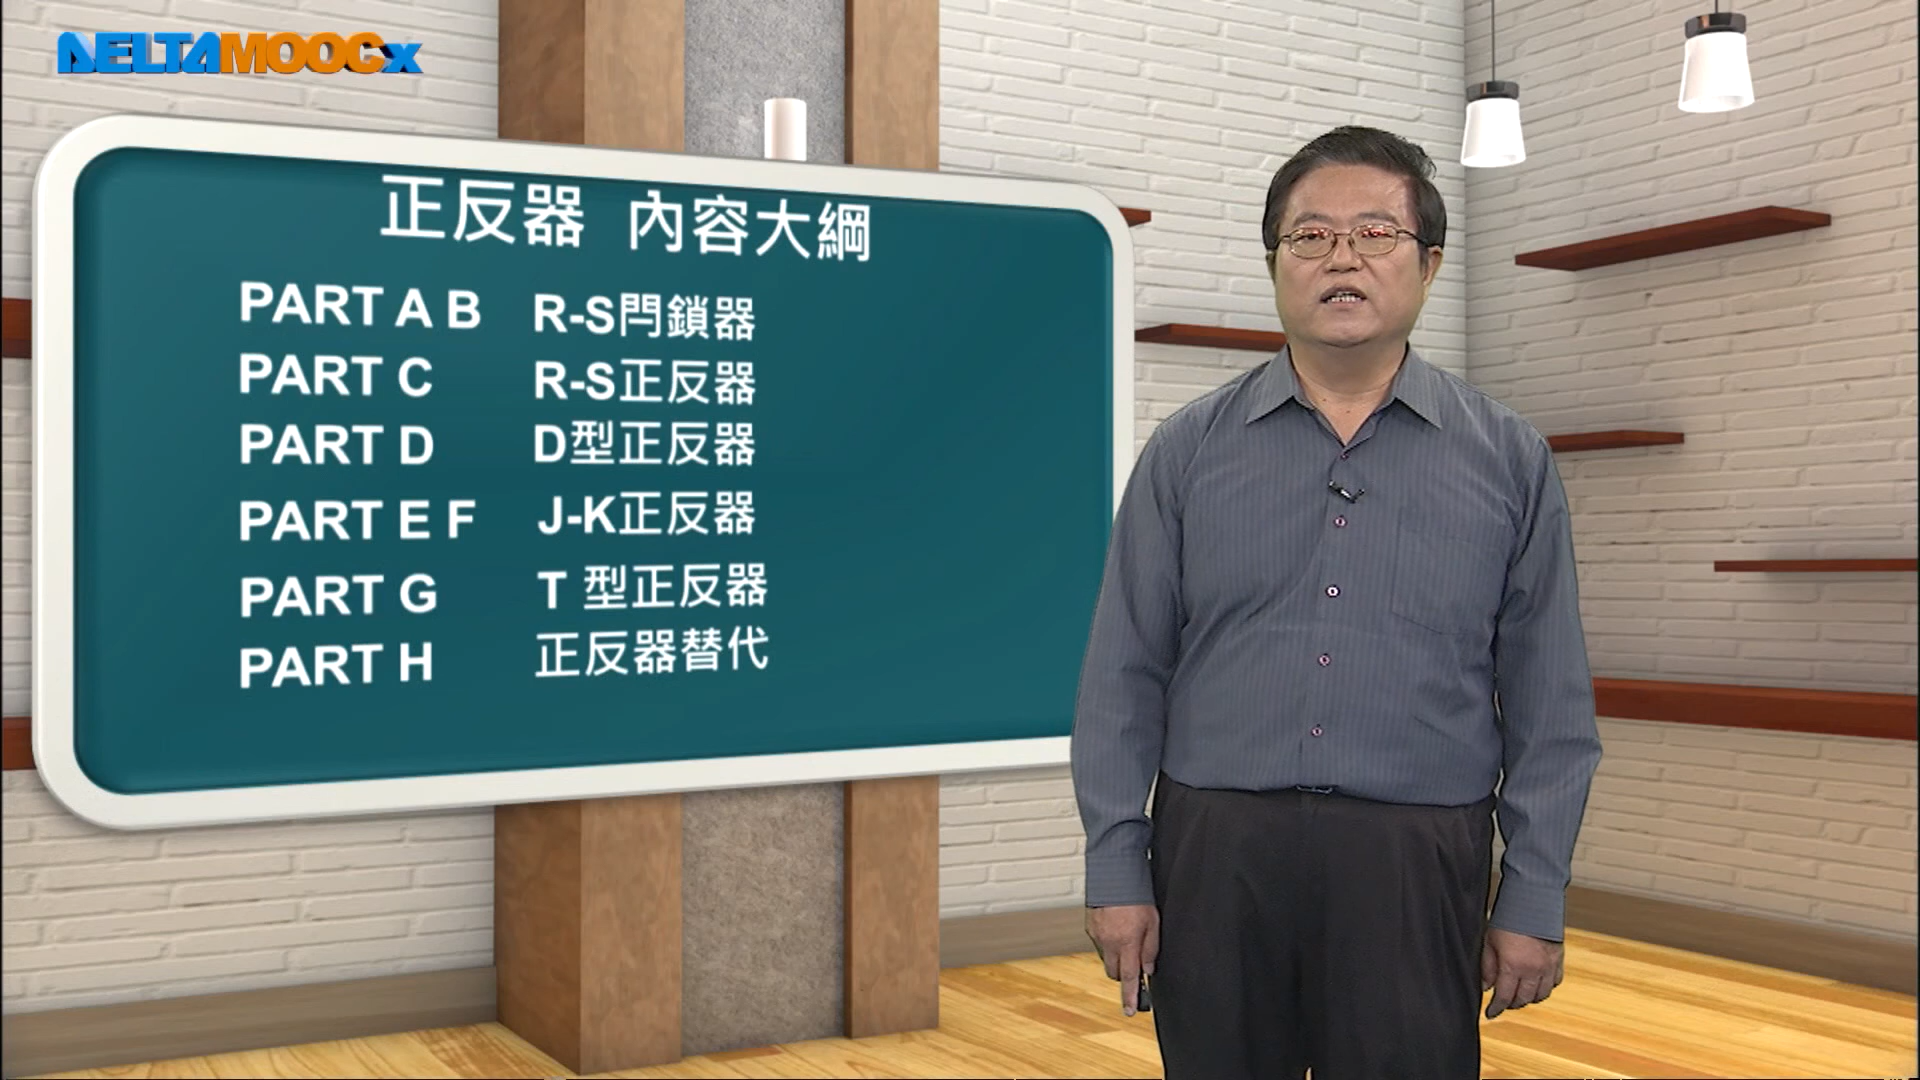 DELTAMOOCx
正反器 內容大綱
PART A B R-S閂鎖器
PART C R-S正反器
PART D D型正反器
PART E F J-K正反器
PART G T 型正反器
PART H 正反器替代